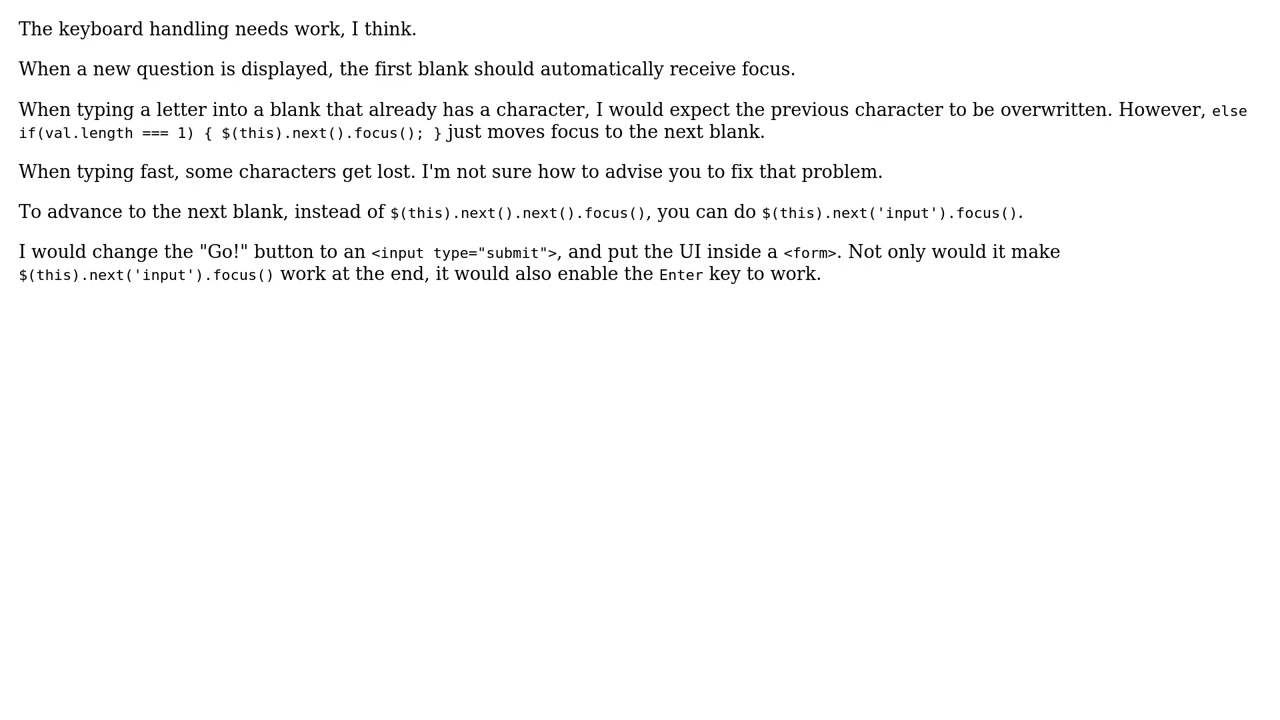 The keyboard handling needs work, I think.
When a new question is displayed, the first blank should automatically receive focus.
When typing a letter into a blank that already has a character, I would expect the previous character to be overwritten. However, else
if(val.length === 1) { $(this).next().focus(); } just moves focus to the next blank.
When typing fast, some characters get lost. I'm not sure how to advise you to fix that problem.
To advance to the next blank, instead of $(this).next().next().focus(), you can do $(this).next('input').focus().
I would change the "Go!" button to an <input type="submit">, and put the UI inside a <form>. Not only would it make
$(this).next('input').focus() work at the end, it would also enable the Enter key to work.